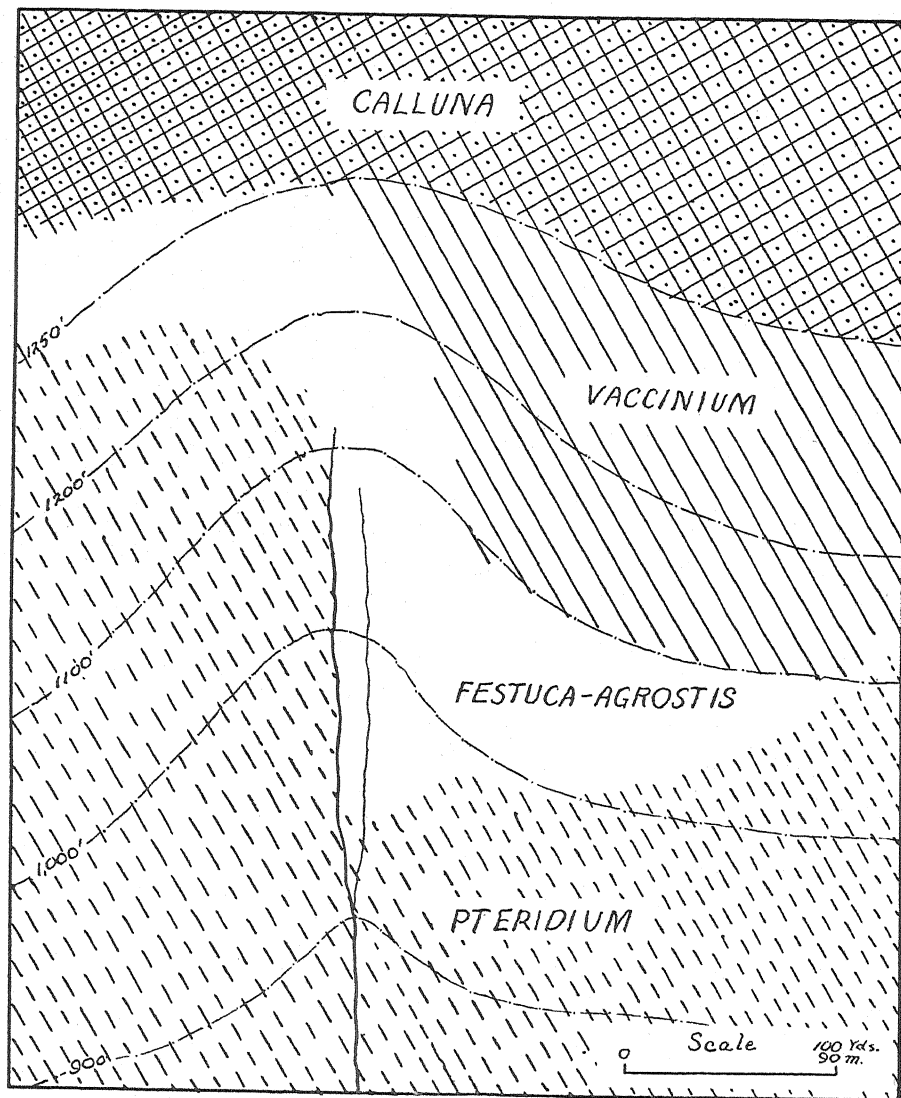 CALLUNA
1250'
VACCINIUM
1200'
1100'
FESTUCA-AGROSTIS
1,000'
PTERIDIUM
900'
Scale
0
100 Yds.
90 m.